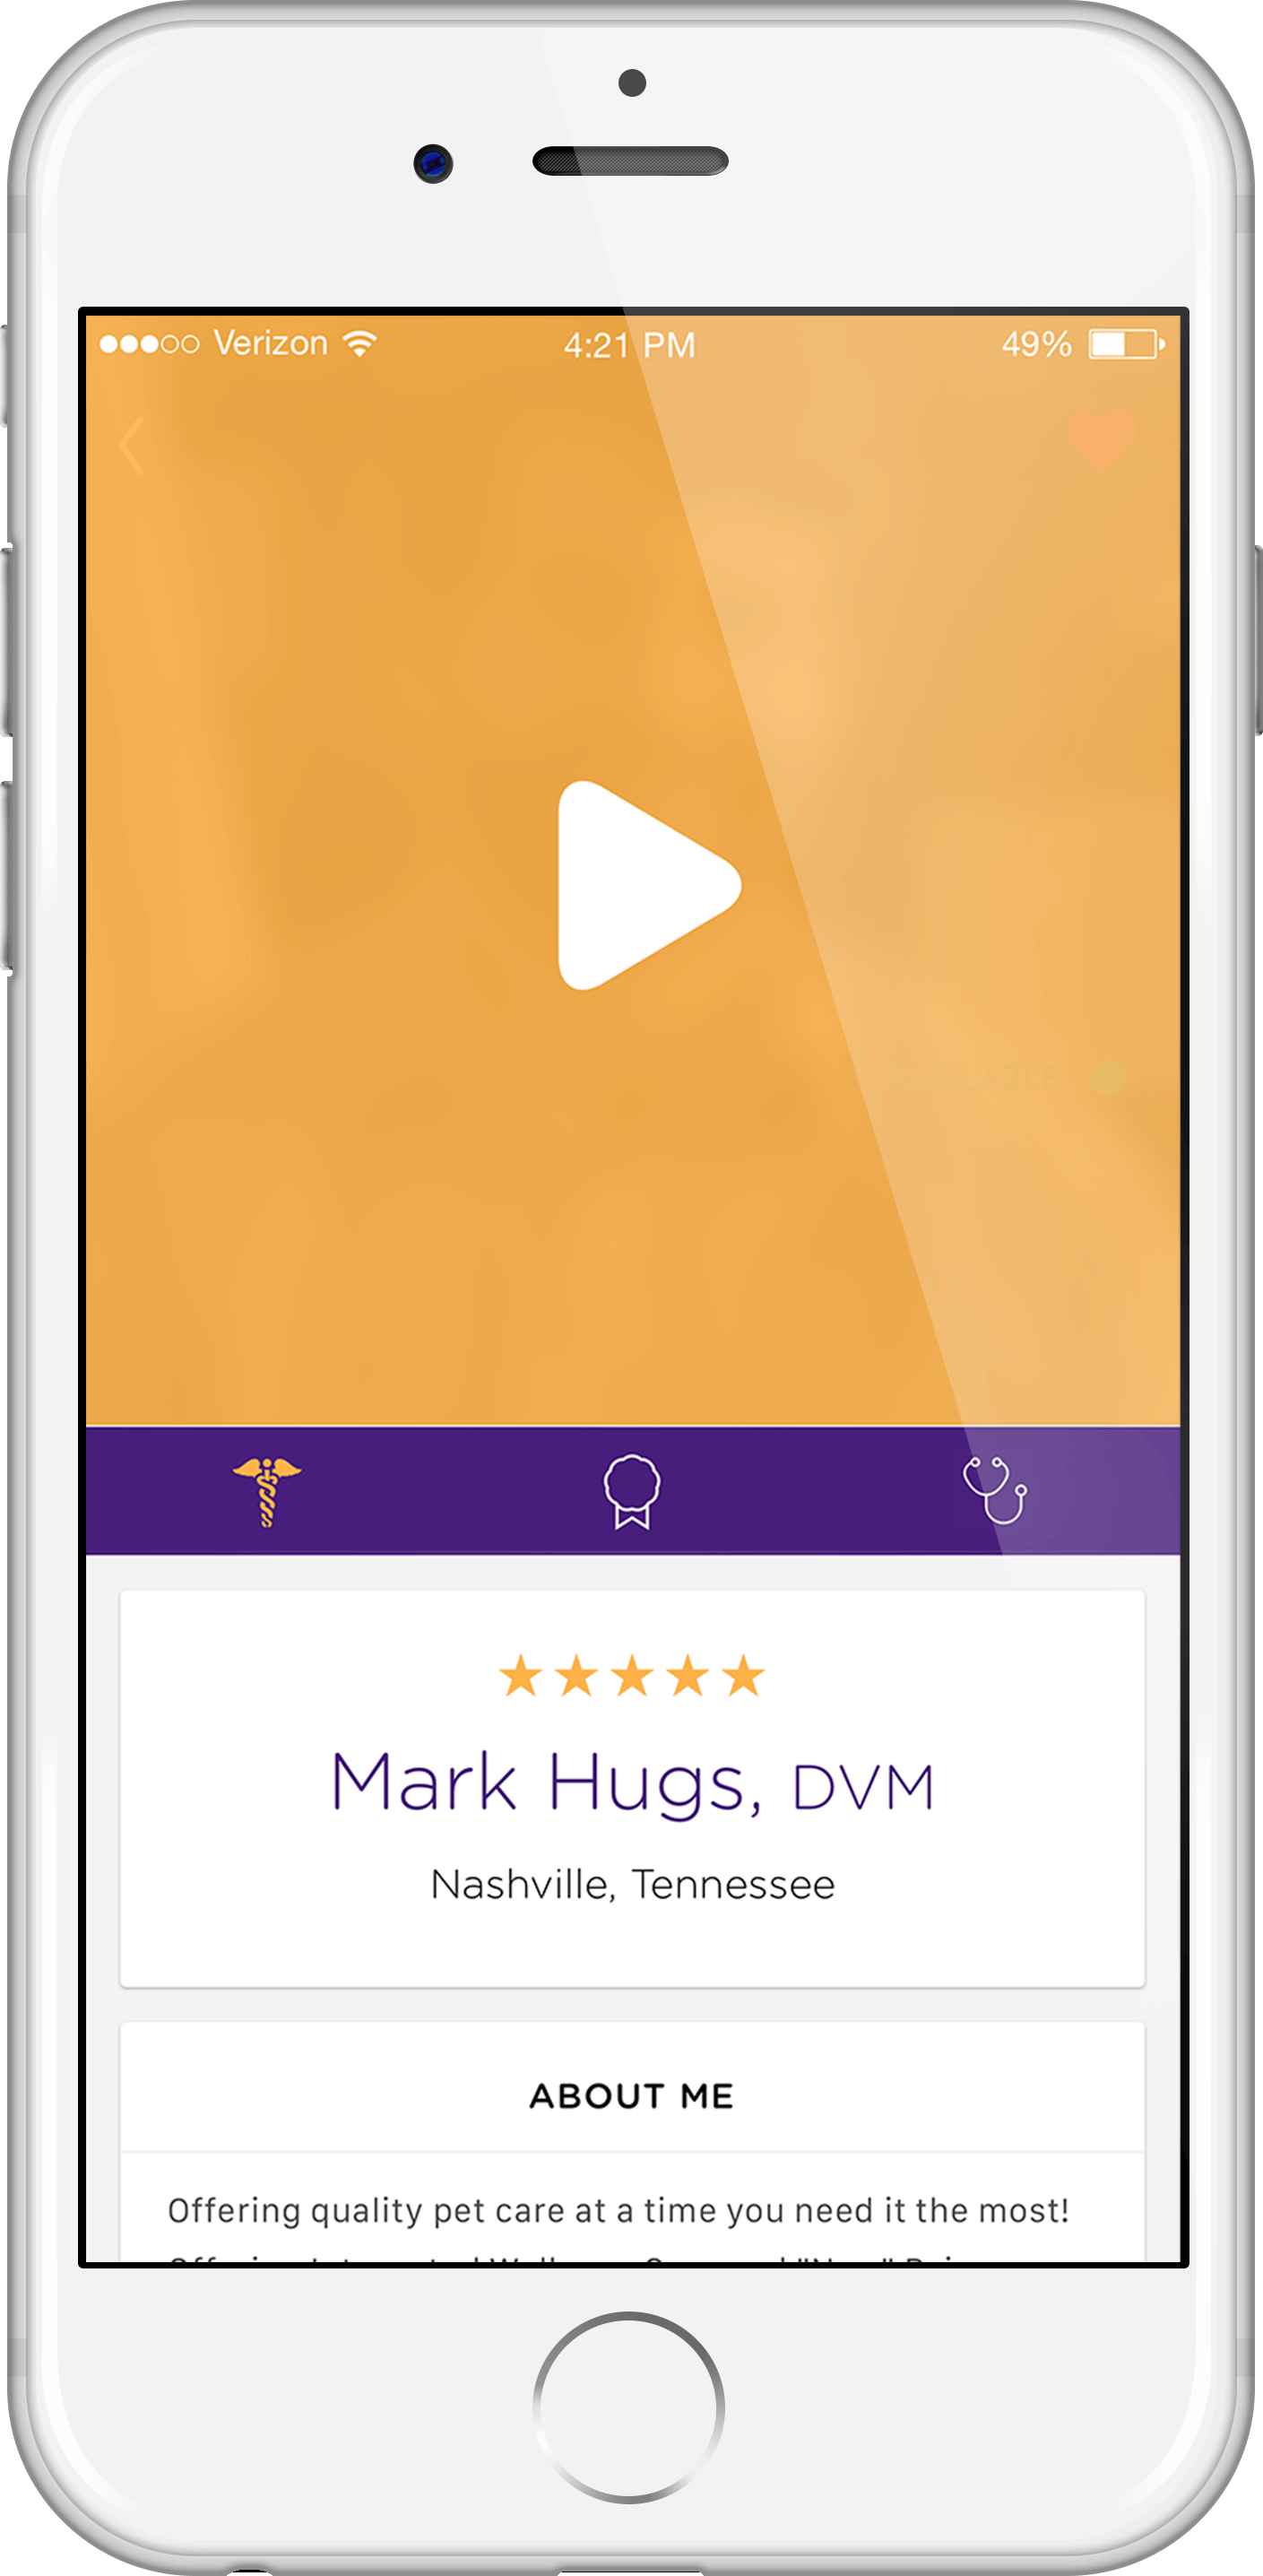 Verizon 4:21 PM 49%
AVAILABLE
Mark Hugs, DVM
Nashville, Tennessee
ABOUT ME
Offering quality pet care at a time you need it the most!